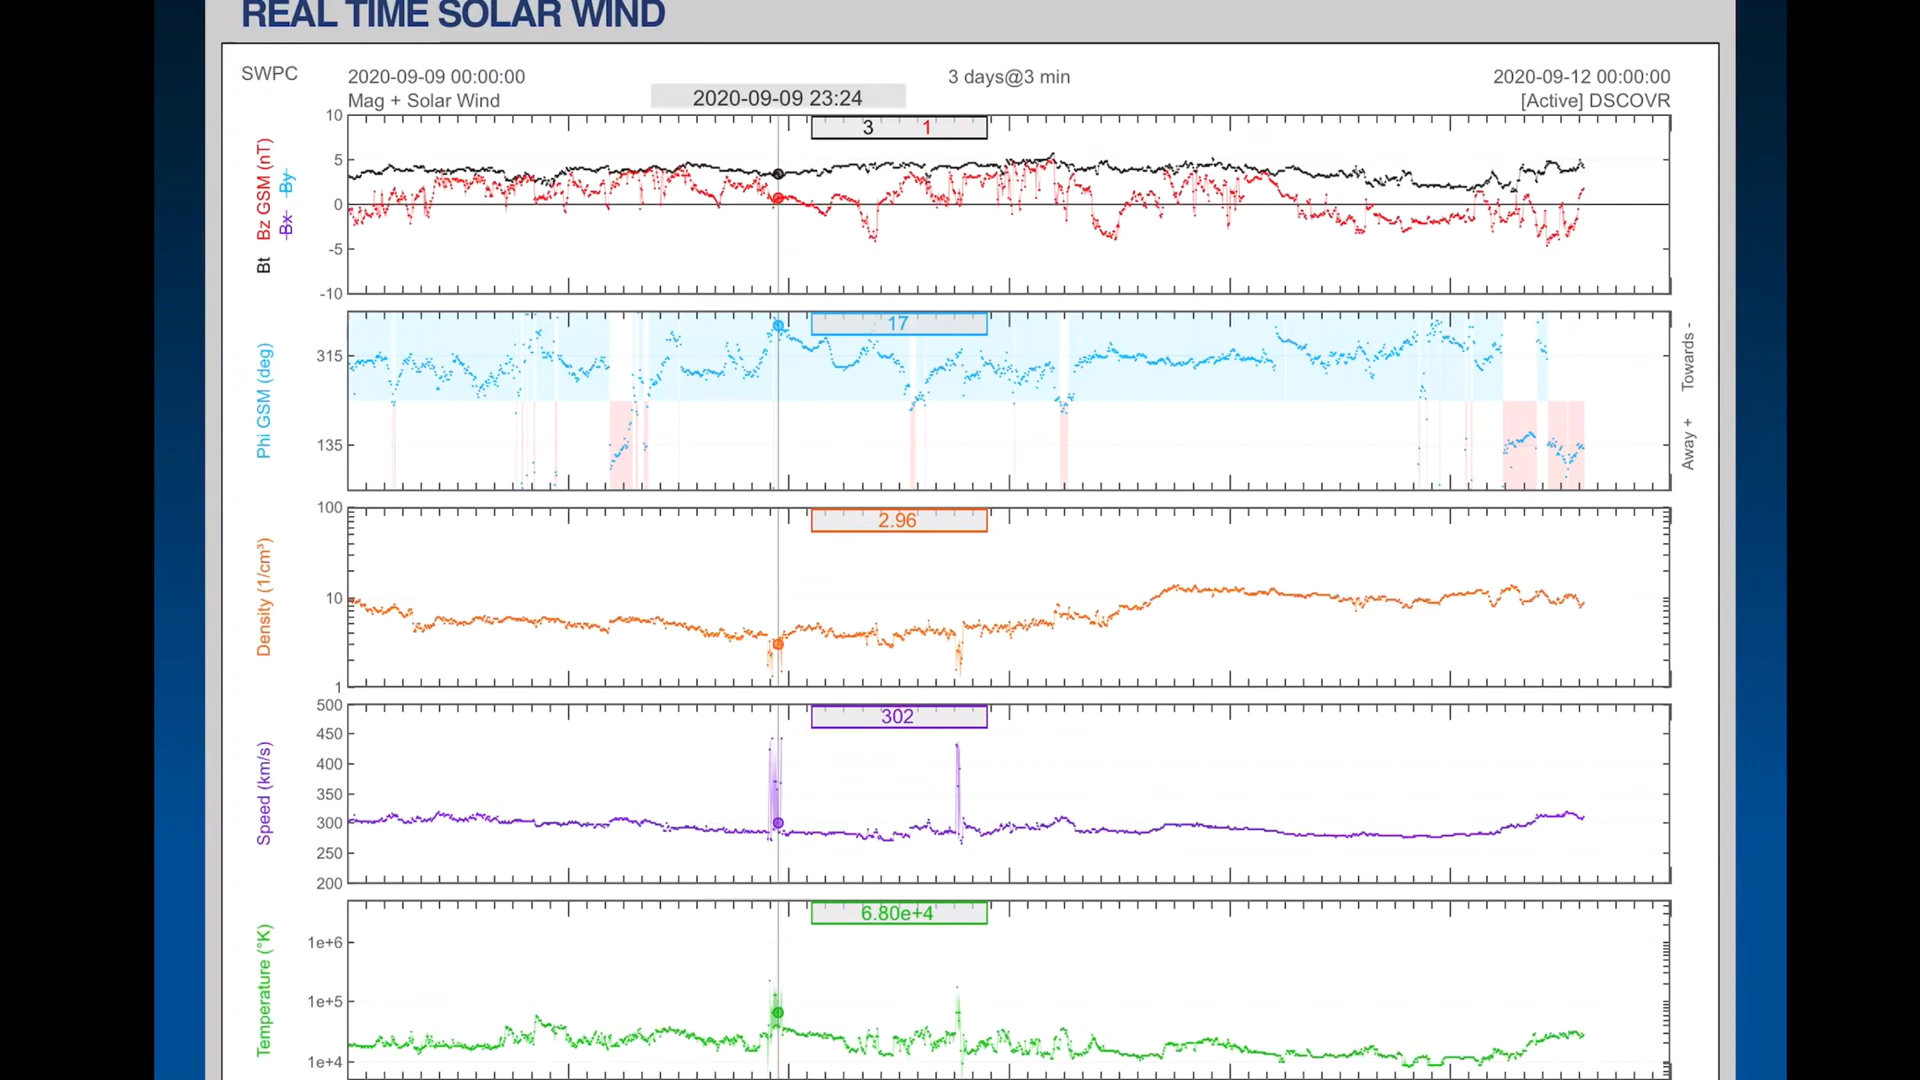 REAL TIME SOLAR WIND
SWPC
2020-09-09 00:00:00
3 days@3 min
2020-09-12 00:00:00
Mag + Solar Wind
2020-09-09 23:24
[Active] DSCOVR
3 1
10
5
0
-5
-10
Bt Bz GSM (nT)
Bx By
17
315
135
Phi GSM (deg)
Towards -
Away +
2.96
100
10
1
Density (1/cm³)
302
500
450
400
350
300
250
200
Speed (km/s)
6.80e+4
1e+6
1e+5
1e+4
Temperature (°K)